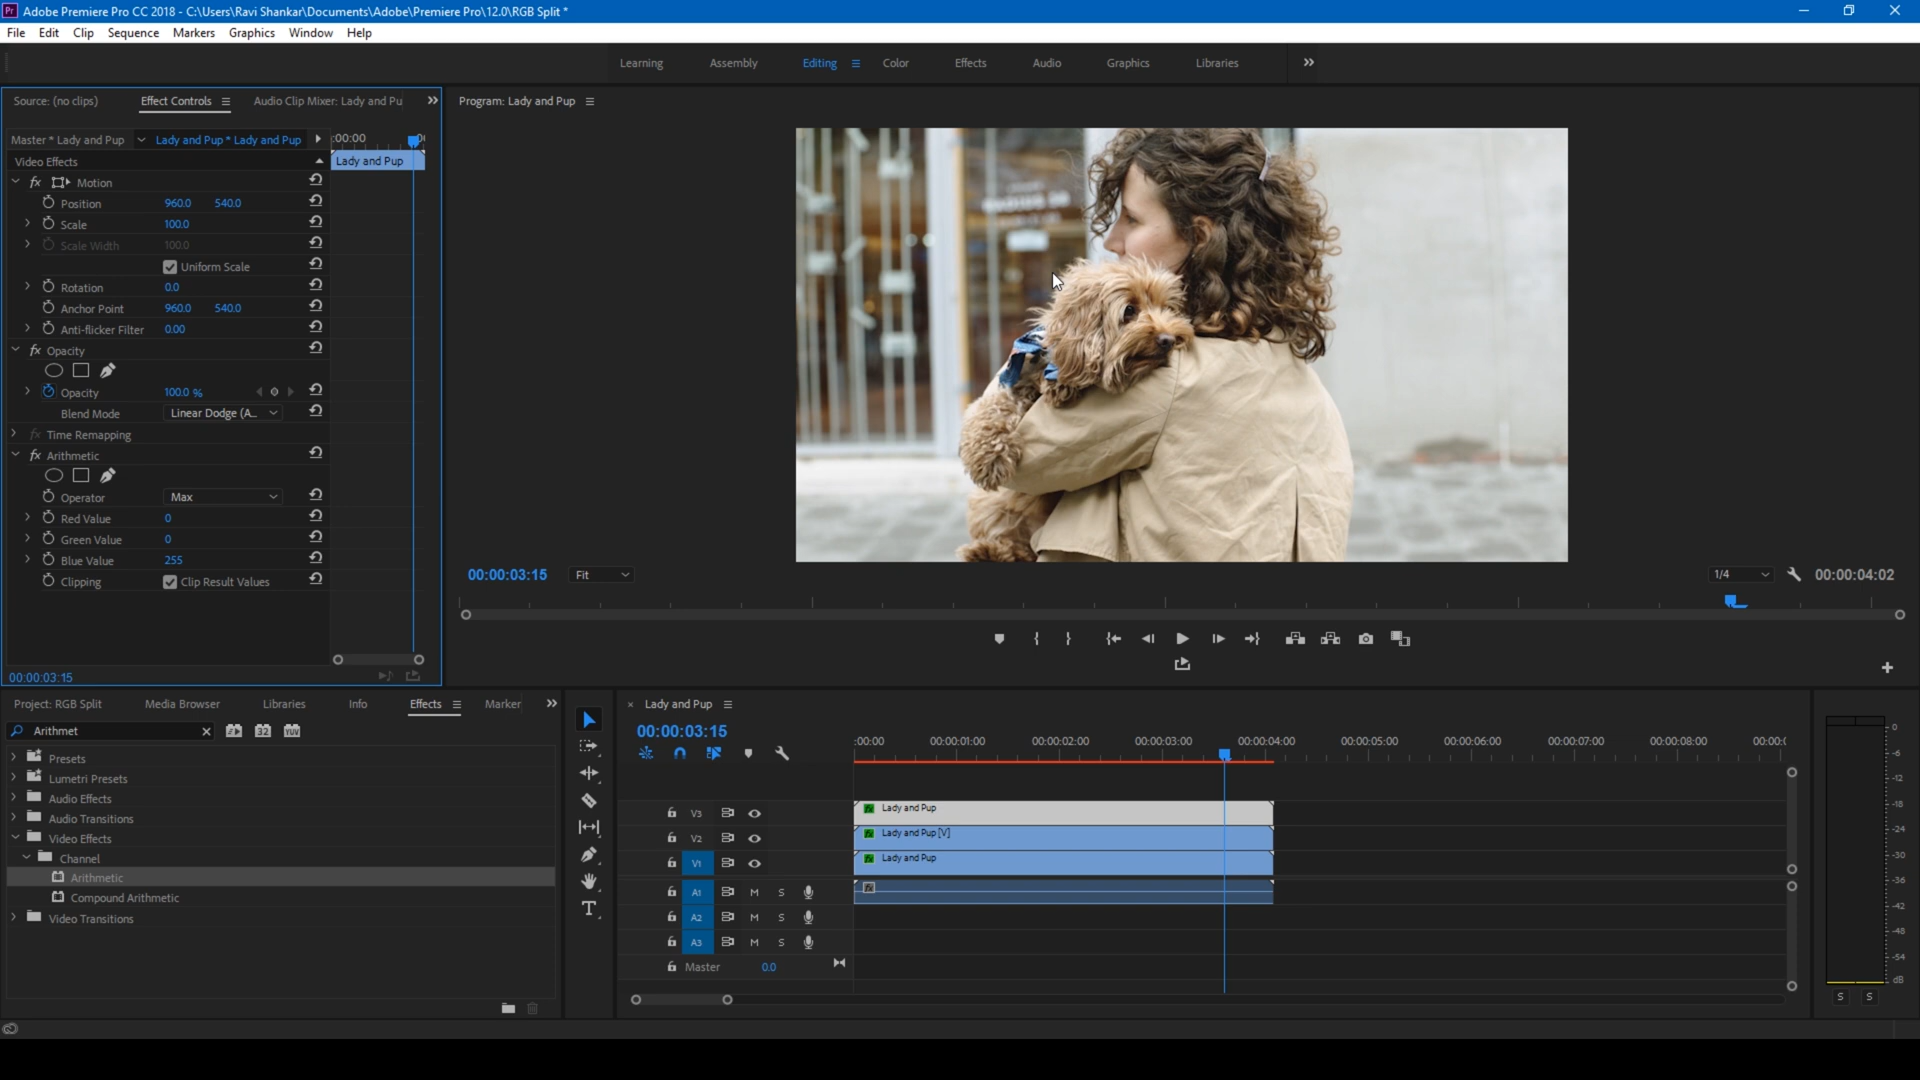 Adobe Premiere Pro CC 2018 - C:\Users\Ravi Shankar\Documents\Adobe\Premiere Pro\12.0\RGB Split *
File Edit Clip Sequence Markers Graphics Window Help
Learning Assembly Editing Color Effects Audio Graphics Libraries
Source: (no clips) Effect Controls Audio Clip Mixer: Lady and Pu
Program: Lady and Pup
Master * Lady and Pup Lady and Pup * Lady and Pup :00:00
Video Effects Lady and Pup
fx Motion
Position 960.0 540.0
Scale 100.0
Scale Width 100.0
Uniform Scale
Rotation 0.0
Anchor Point 960.0 540.0
Anti-flicker Filter 0.00
fx Opacity
Opacity 100.0 %
Blend Mode Linear Dodge (A...
fx Time Remapping
fx Arithmetic
Operator Max
Red Value 0
Green Value 0
Blue Value 255
Clipping Clip Result Values
00:00:03:15
00:00:03:15 Fit 1/4 00:00:04:02
Project: RGB Split Media Browser Libraries Info Effects Marker
Arithmet 32 YUV
Presets
Lumetri Presets
Audio Effects
Audio Transitions
Video Effects
Channel
Arithmetic
Compound Arithmetic
Video Transitions
× Lady and Pup
00:00:03:15
:00:00 00:00:01:00 00:00:02:00 00:00:03:00 00:00:04:00 00:00:05:00 00:00:06:00 00:00:07:00 00:00:08:00 00:00:
V3 Lady and Pup
V2 Lady and Pup [V]
V1 Lady and Pup
A1 M S
A2 M S
A3 M S
Master 0.0
0
-6
-12
-18
-24
-30
-36
-42
-48
-54
dB
S S